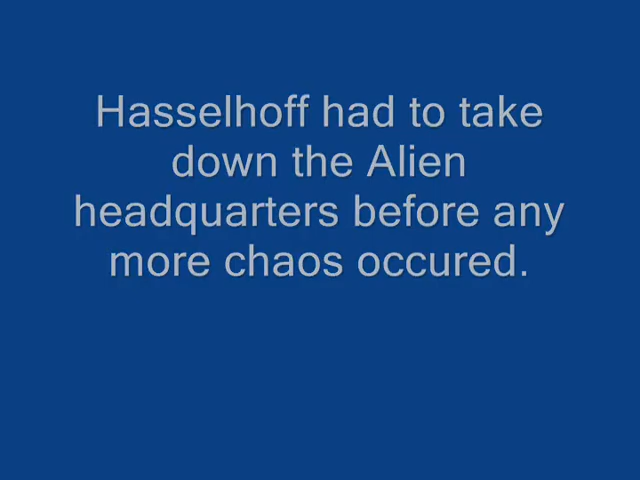 Hasselhoff had to take
down the Alien
headquarters before any
more chaos occured.